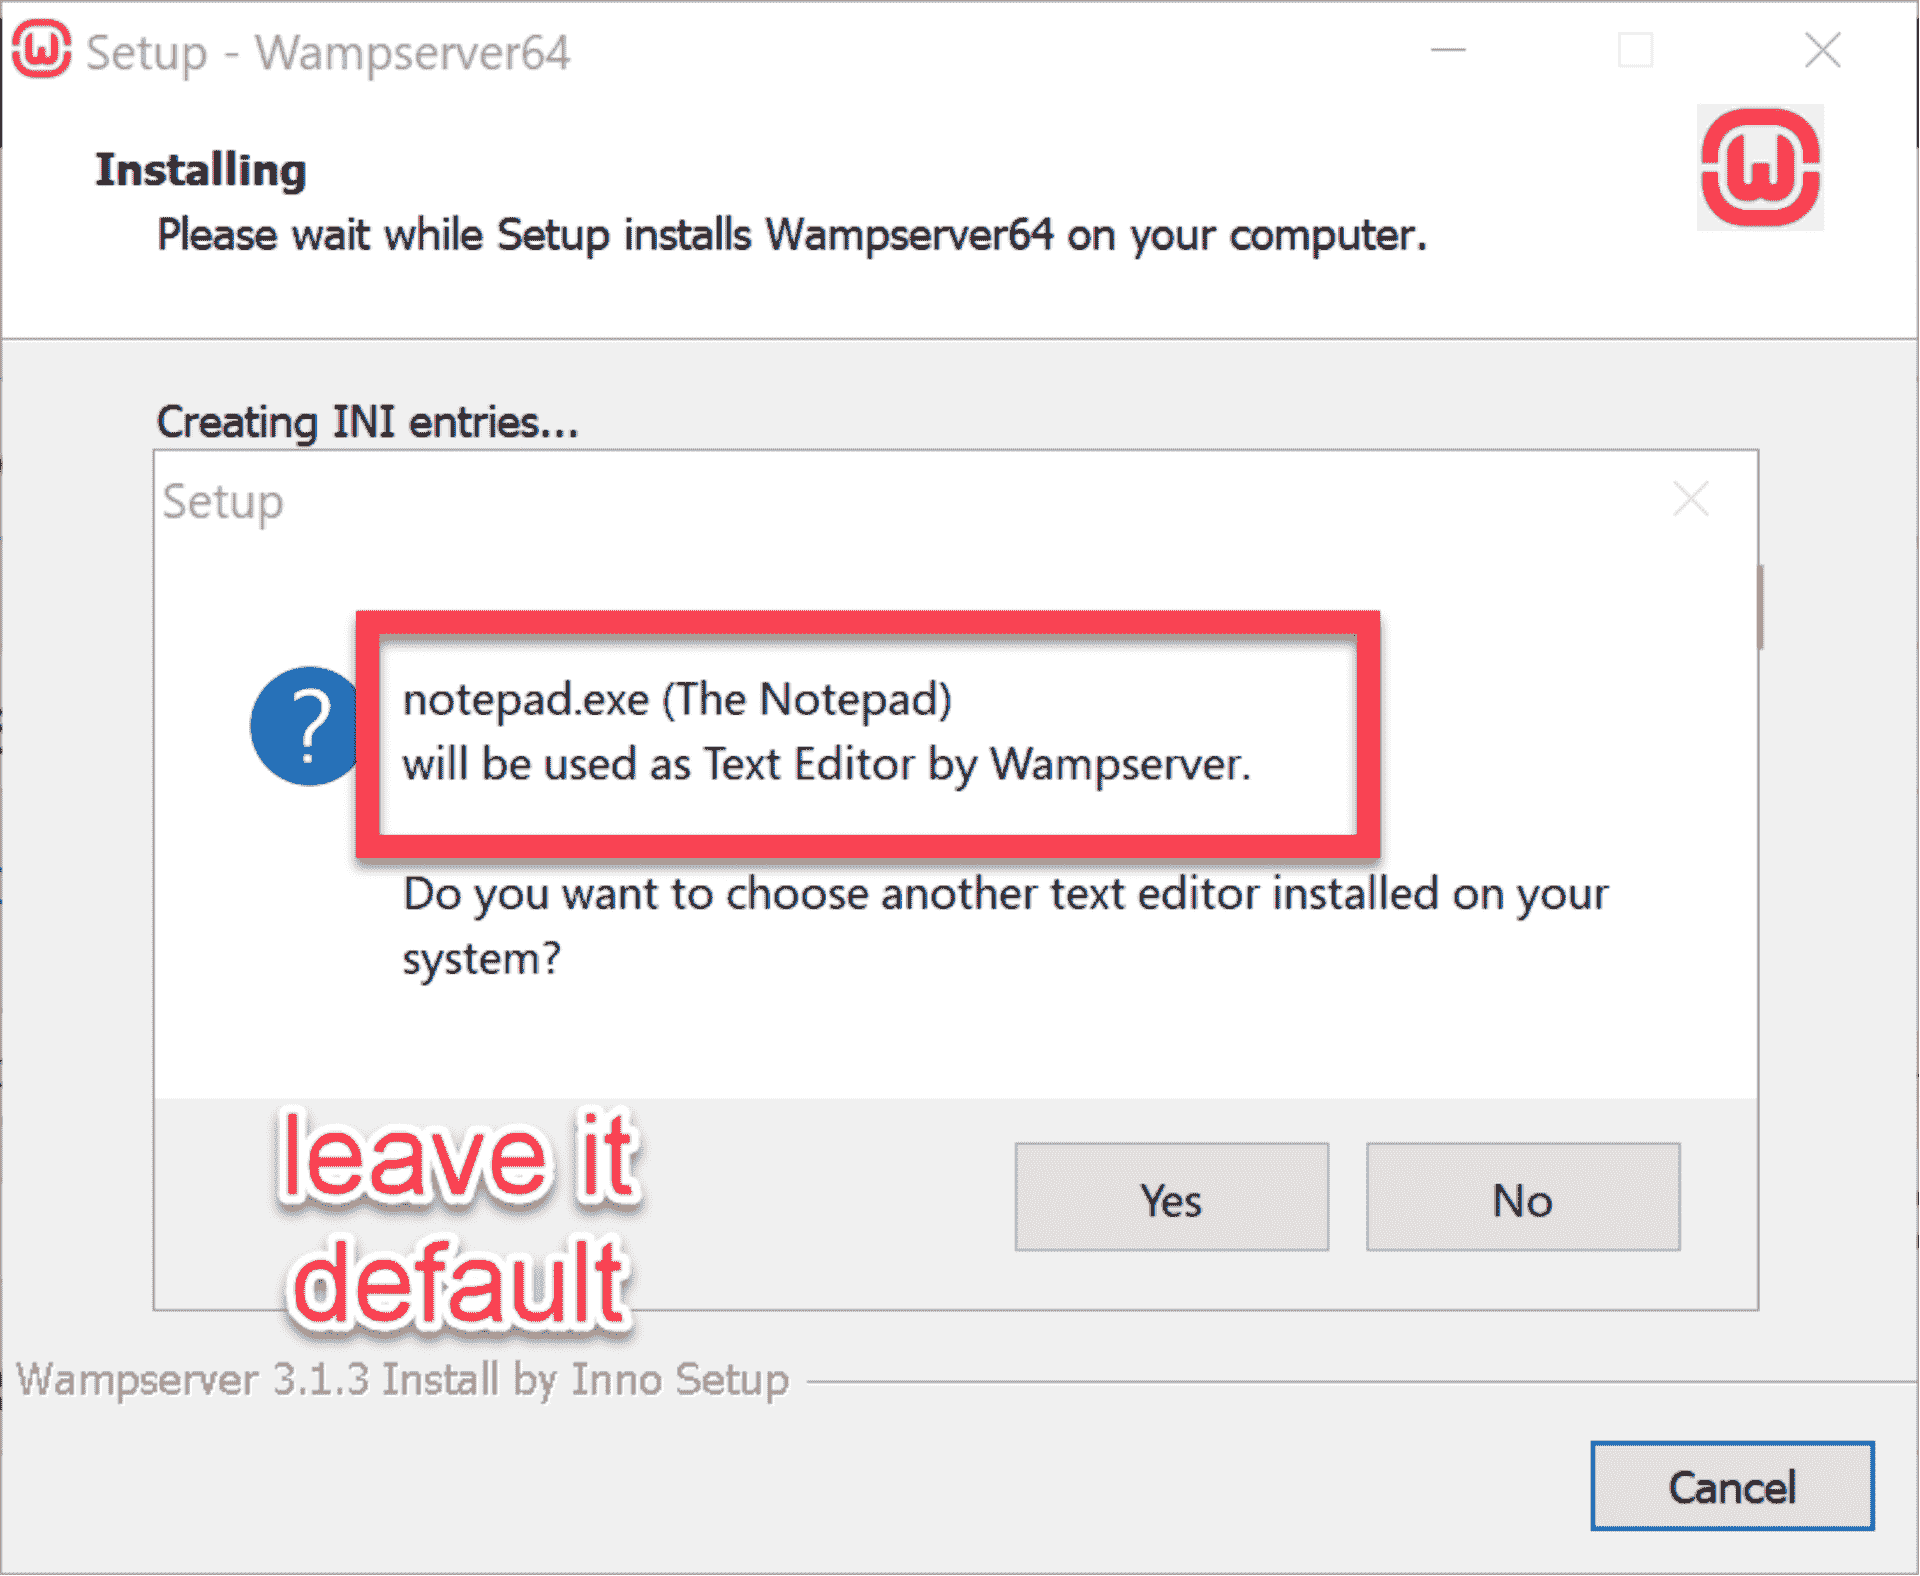 Setup - Wampserver64
Installing
Please wait while Setup installs Wampserver64 on your computer.
Creating INI entries...
Setup
notepad.exe (The Notepad)
will be used as Text Editor by Wampserver.
Do you want to choose another text editor installed on your
system?
leave it
default
Yes
No
Wampserver 3.1.3 Install by Inno Setup
Cancel